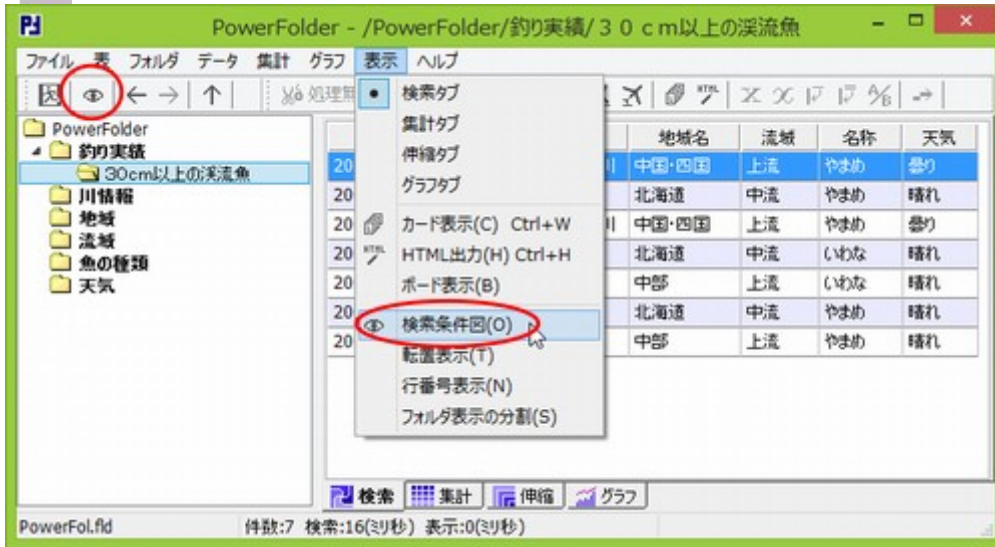 PowerFolder - /PowerFolder/釣り実績/３０ｃｍ以上の渓流魚
ファイル 表 フォルダ データ 集計 グラフ 表示 ヘルプ
検索タブ
集計タブ
伸縮タブ
グラフタブ
カード表示(C) Ctrl+W
HTML出力(H) Ctrl+H
ボード表示(B)
検索条件図(O)
転置表示(T)
行番号表示(N)
フォルダ表示の分割(S)
PowerFolder
釣り実績
30cm以上の渓流魚
川情報
地域
流域
魚の種類
天気
地域名 流域 名称 天気
20 川 中国・四国 上流 やまめ 曇り
20 北海道 中流 やまめ 晴れ
20 川 中国・四国 上流 やまめ 曇り
20 北海道 中流 いわな 晴れ
20 中部 上流 いわな 晴れ
20 北海道 中流 やまめ 晴れ
20 中部 上流 やまめ 晴れ
検索 集計 伸縮 グラフ
PowerFol.fld 件数:7 検索:16(ミリ秒) 表示:0(ミリ秒)